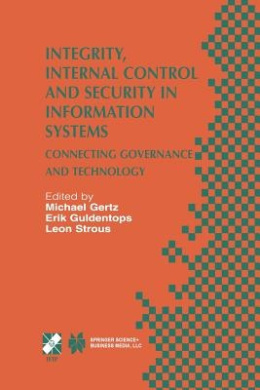 INTEGRITY,
INTERNAL CONTROL
AND SECURITY IN
INFORMATION
SYSTEMS
CONNECTING GOVERNANCE
AND TECHNOLOGY
Edited by
Michael Gertz
Erik Guldentops
Leon Strous
SPRINGER SCIENCE+
BUSINESS MEDIA, LLC